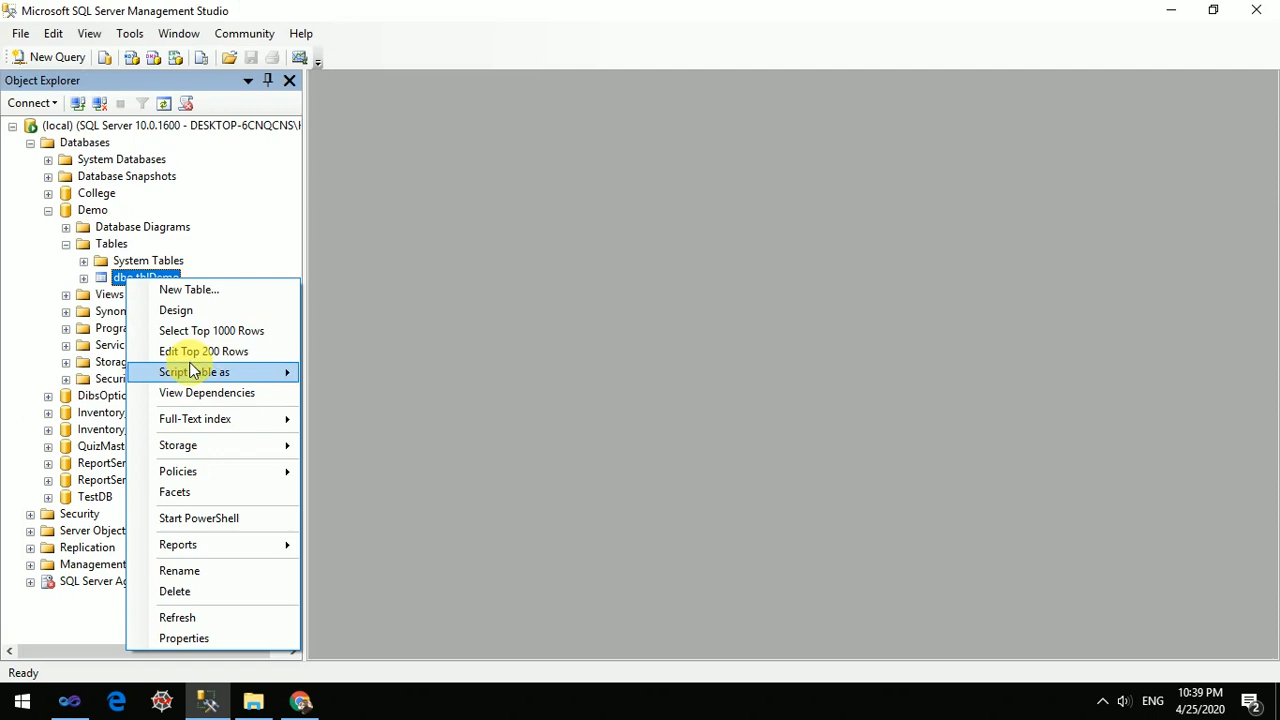 Microsoft SQL Server Management Studio
File Edit View Tools Window Community Help
New Query
Object Explorer
Connect
(local) (SQL Server 10.0.1600 - DESKTOP-6CNQCNS\
Databases
System Databases
Database Snapshots
College
Demo
Database Diagrams
Tables
System Tables
dbo.tblDemo
Views
Synon
Progra
Servic
Storag
Securi
DibsOptic
Inventory
Inventory
QuizMast
ReportSer
ReportSer
TestDB
Security
Server Object
Replication
Management
SQL Server Ag
New Table...
Design
Select Top 1000 Rows
Edit Top 200 Rows
Script Table as
View Dependencies
Full-Text index
Storage
Policies
Facets
Start PowerShell
Reports
Rename
Delete
Refresh
Properties
Ready
ENG
10:39 PM
4/25/2020
2